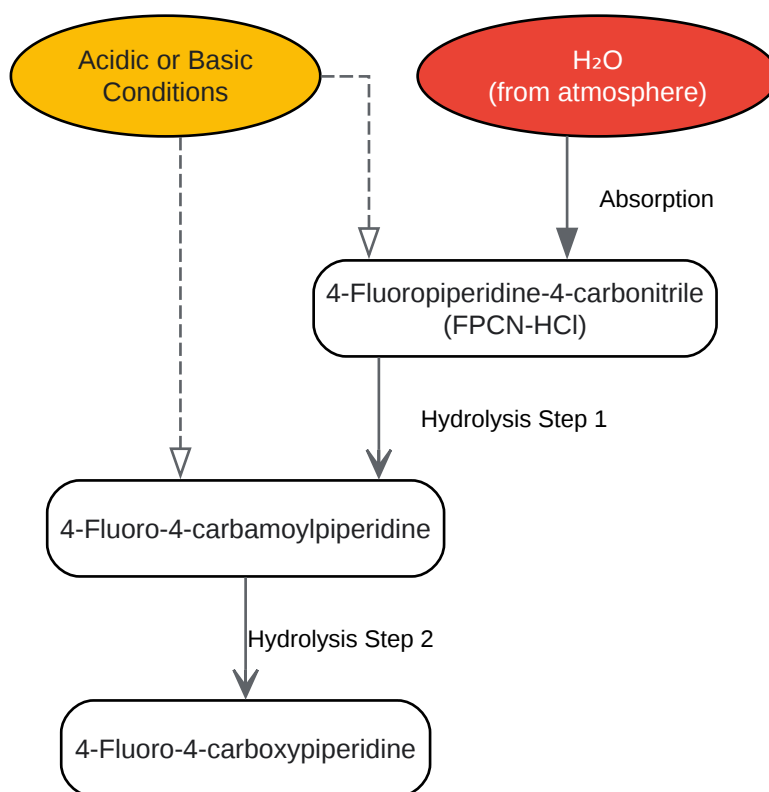 Acidic or Basic
Conditions
H₂O
(from atmosphere)
Absorption
4-Fluoropiperidine-4-carbonitrile
(FPCN-HCl)
Hydrolysis Step 1
4-Fluoro-4-carbamoylpiperidine
Hydrolysis Step 2
4-Fluoro-4-carboxypiperidine